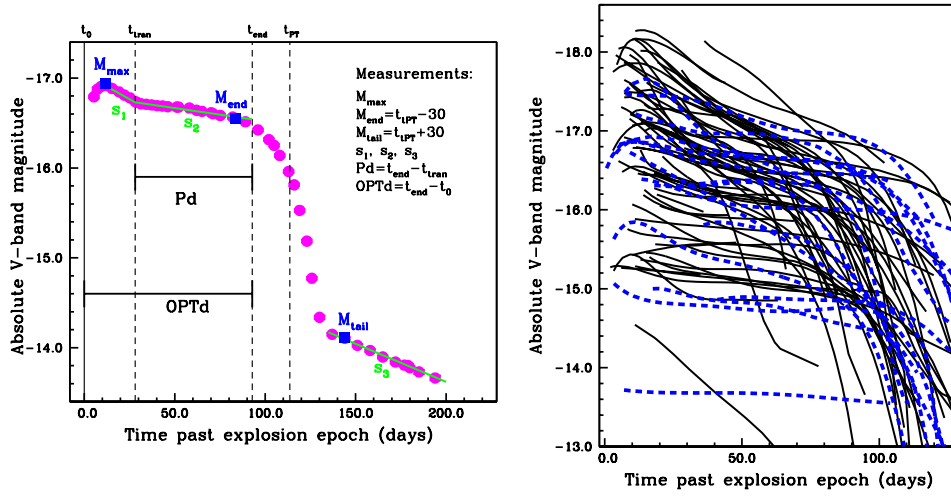 t0 ttran tend tPT
Mmax
Mend
s1
s2
Pd
OPTd
Mtail
s3
Measurements:
Mmax
Mend=ttPT−30
Mtail=ttPT+30
s1, s2, s3
Pd=tend−ttran
OPTd=tend−t0
Absolute V−band magnitude
−17.0
−16.0
−15.0
−14.0
0.0 50.0 100.0 150.0 200.0
Time past explosion epoch (days)
Absolute V−band magnitude
−18.0
−17.0
−16.0
−15.0
−14.0
−13.0
0.0 50.0 100.0
Time past explosion epoch (days)